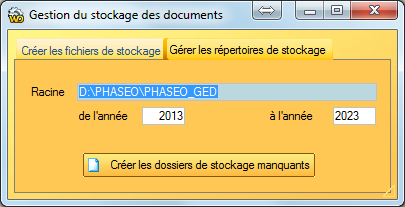 Gestion du stockage des documents
Créer les fichiers de stockage Gérer les répertoires de stockage
Racine D:\PHASEO\PHASEO_GED
de l'année 2013 à l'année 2023
Créer les dossiers de stockage manquants